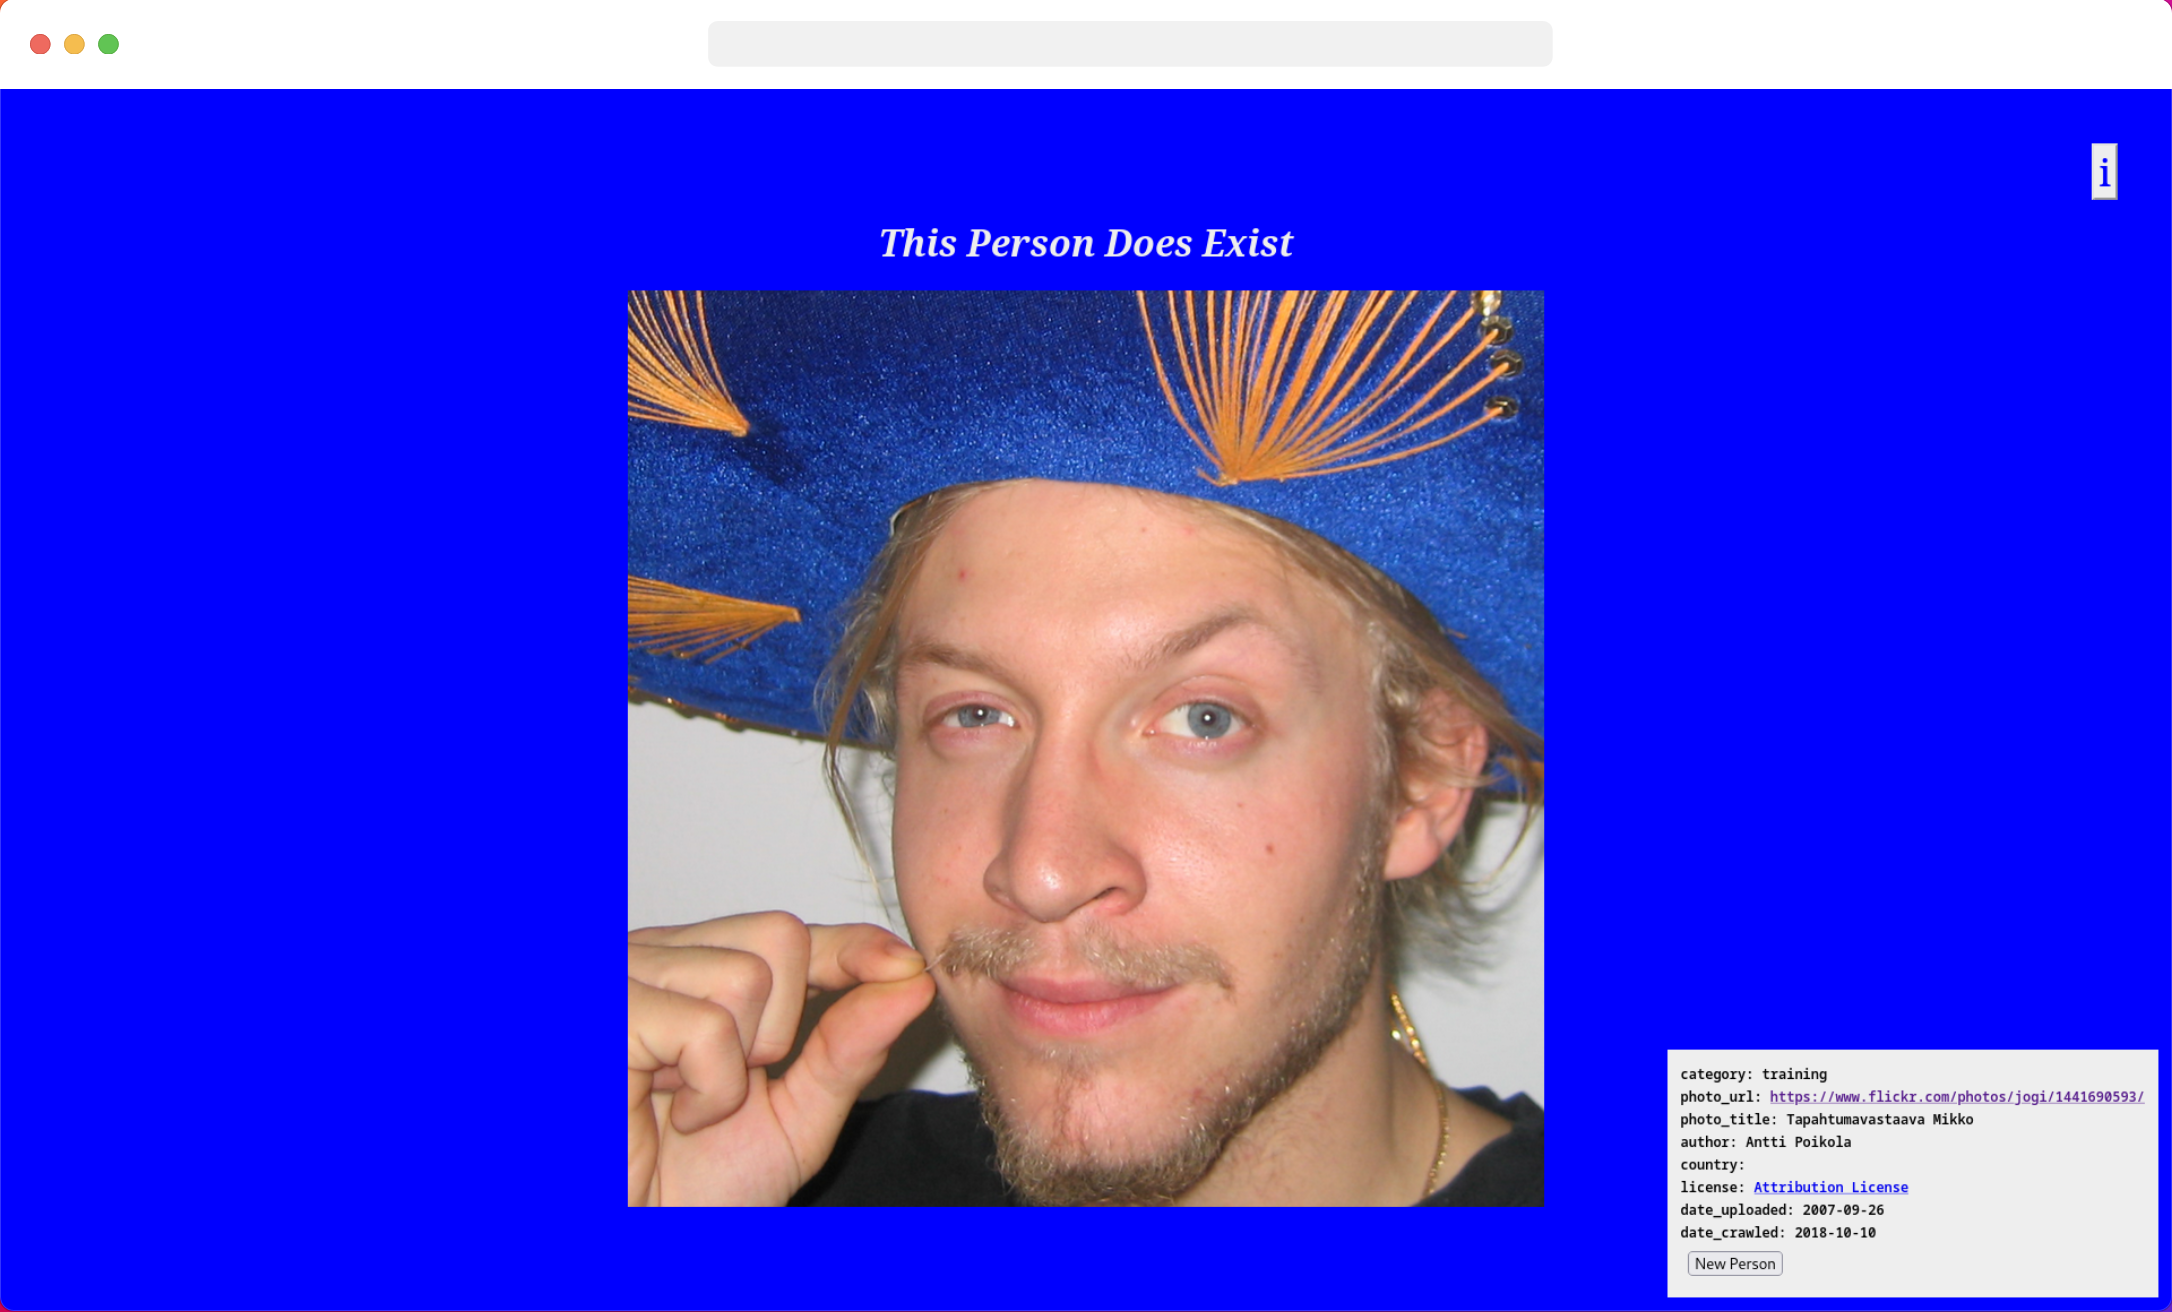 i
This Person Does Exist
category: training
photo_url: https://www.flickr.com/photos/jogi/1441690593/
photo_title: Tapahtumavastaava Mikko
author: Antti Poikola
country:
license: Attribution License
date_uploaded: 2007-09-26
date_crawled: 2018-10-10
New Person